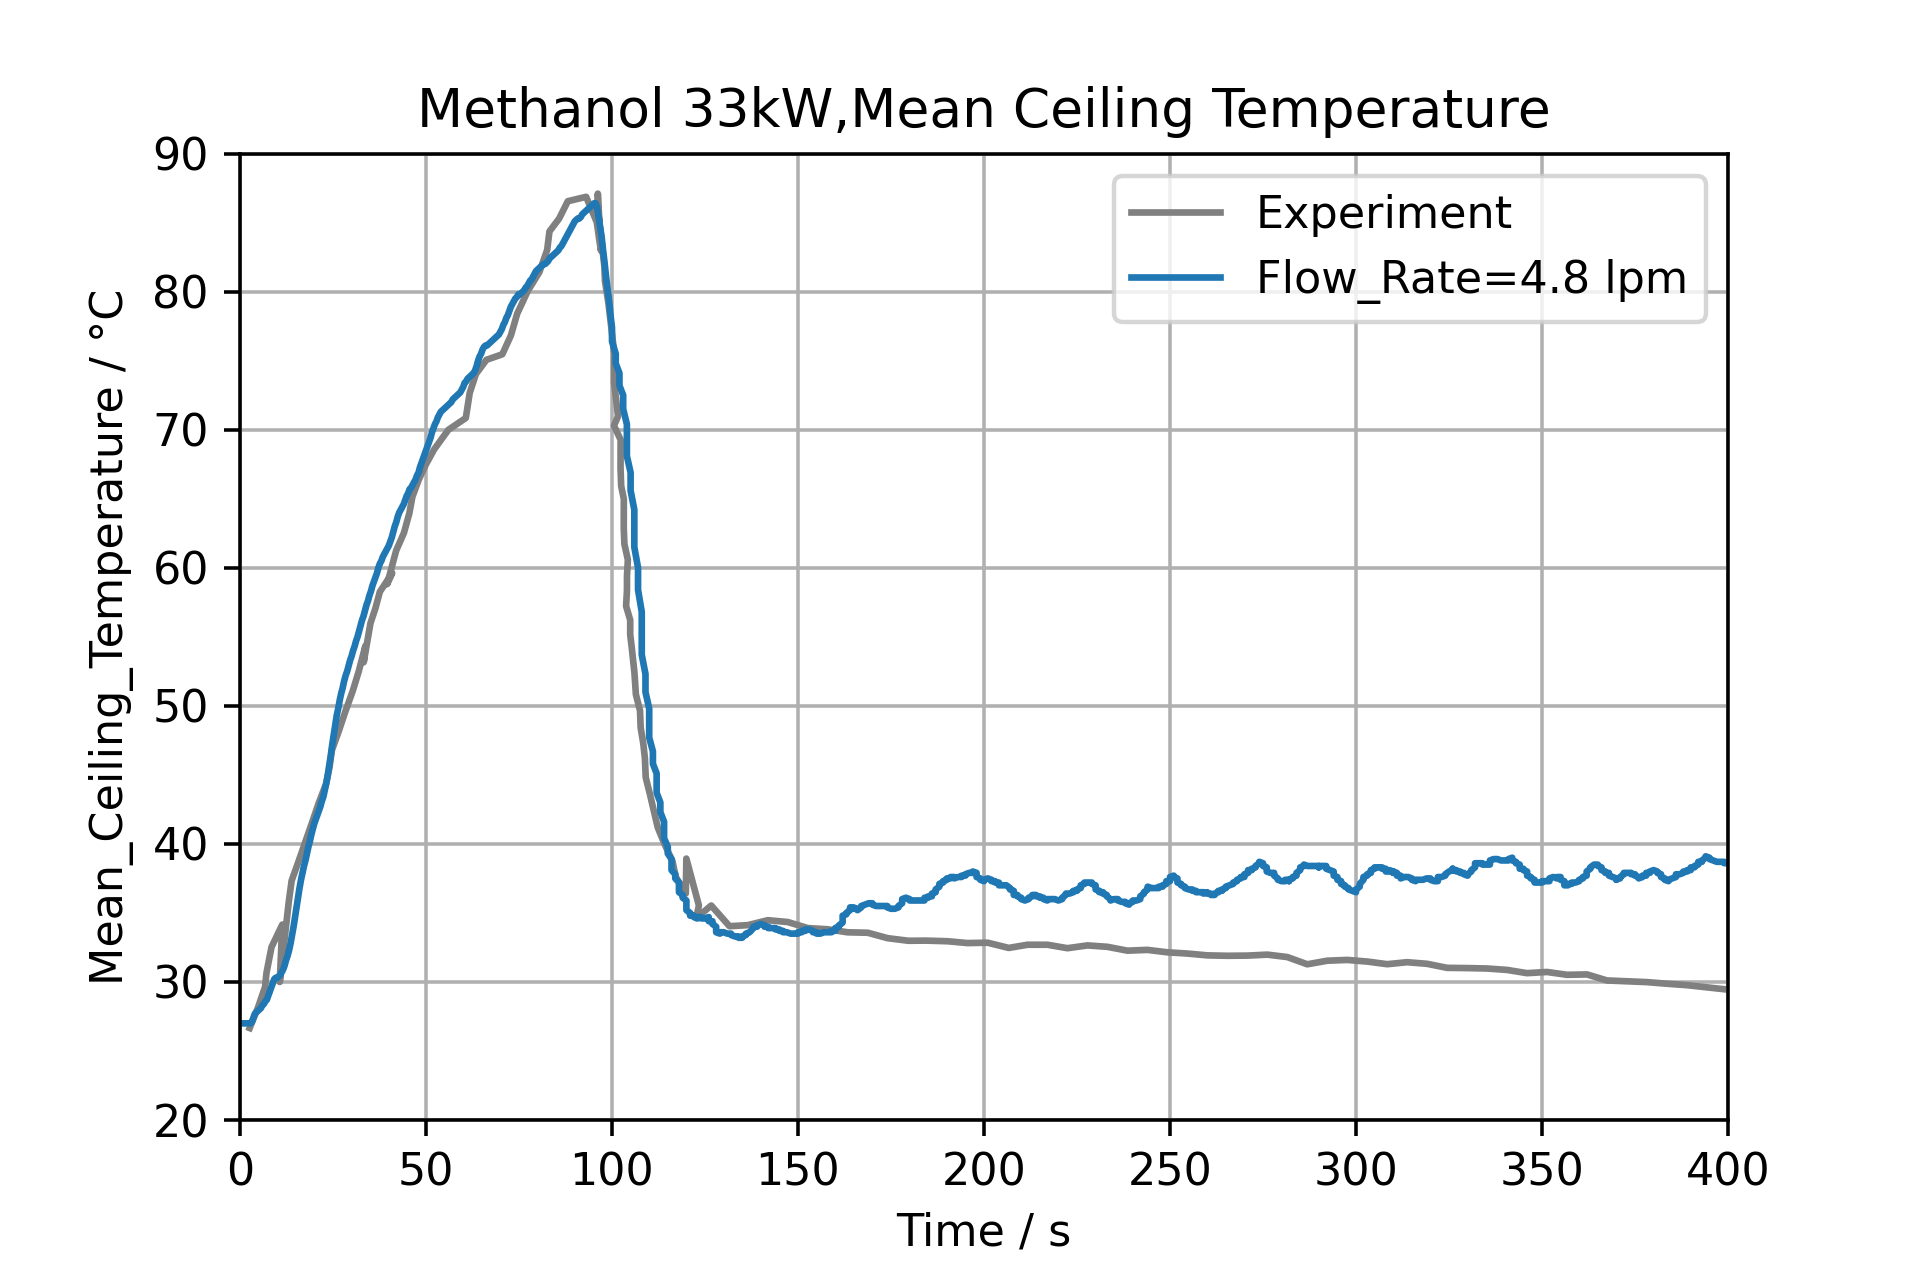 Methanol 33kW,Mean Ceiling Temperature
Experiment
Flow_Rate=4.8 lpm
Mean_Ceiling_Temperature / °C
90
80
70
60
50
40
30
20
0 50 100 150 200 250 300 350 400
Time / s